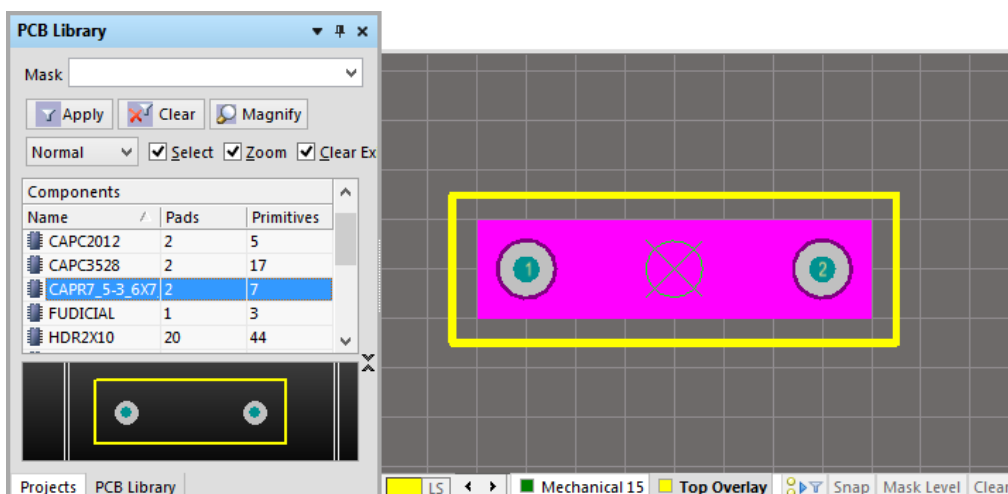 PCB Library
Mask
Apply Clear Magnify
Normal Select Zoom Clear Ex
Components
Name Pads Primitives
CAPC2012 2 5
CAPC3528 2 17
CAPR7_5-3_6X7 2 7
FUDICIAL 1 3
HDR2X10 20 44
1 2
Projects PCB Library LS Mechanical 15 Top Overlay Snap Mask Level Clear